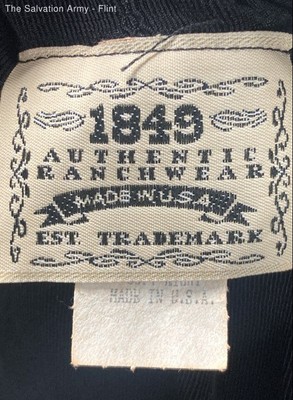 The Salvation Army - Flint
1849
AUTHENTIC
RANCHWEAR
MADE IN U.S.A.
EST. TRADEMARK
MADE IN U.S.A.